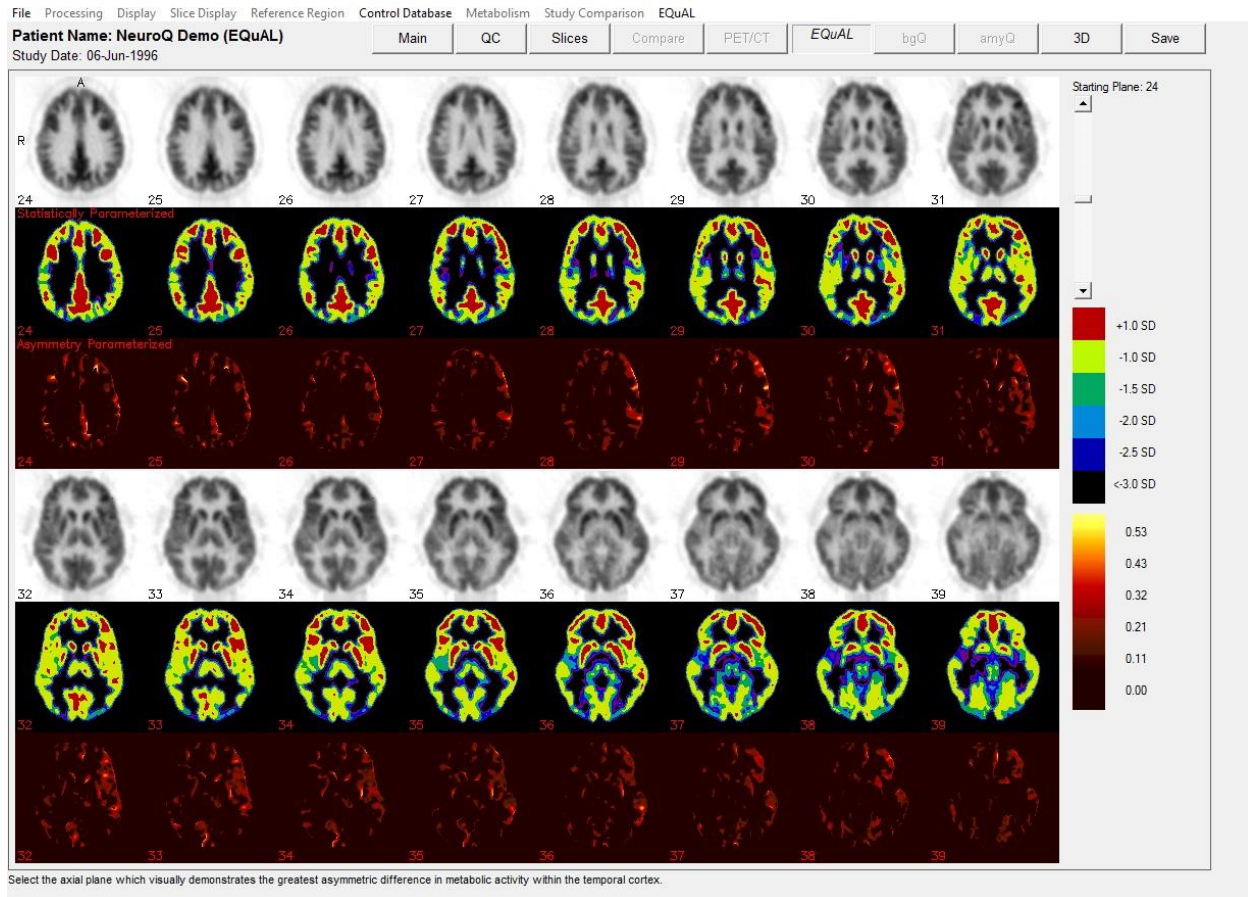 File Processing Display Slice Display Reference Region Control Database Metabolism Study Comparison EQuAL
Patient Name: NeuroQ Demo (EQuAL)
Main QC Slices Compare PET/CT EQuAL bgQ amyQ 3D Save
Study Date: 06-Jun-1996
Starting Plane: 24
A
R
24 25 26 27 28 29 30 31
Statistically Parameterized
24 25 26 27 28 29 30 31
Asymmetry Parameterized
24 25 26 27 28 29 30 31
+1.0 SD
-1.0 SD
-1.5 SD
-2.0 SD
-2.5 SD
<-3.0 SD
32 33 34 35 36 37 38 39
32 33 34 35 36 37 38 39
32 33 34 35 36 37 38 39
0.53
0.43
0.32
0.21
0.11
0.00
Select the axial plane which visually demonstrates the greatest asymmetric difference in metabolic activity within the temporal cortex.